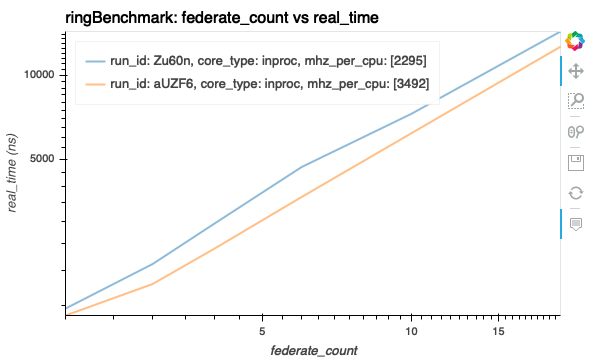 ringBenchmark: federate_count vs real_time
run_id: Zu60n, core_type: inproc, mhz_per_cpu: [2295]
run_id: aUZF6, core_type: inproc, mhz_per_cpu: [3492]
10000
5000
real_time (ns)
5
10
15
federate_count